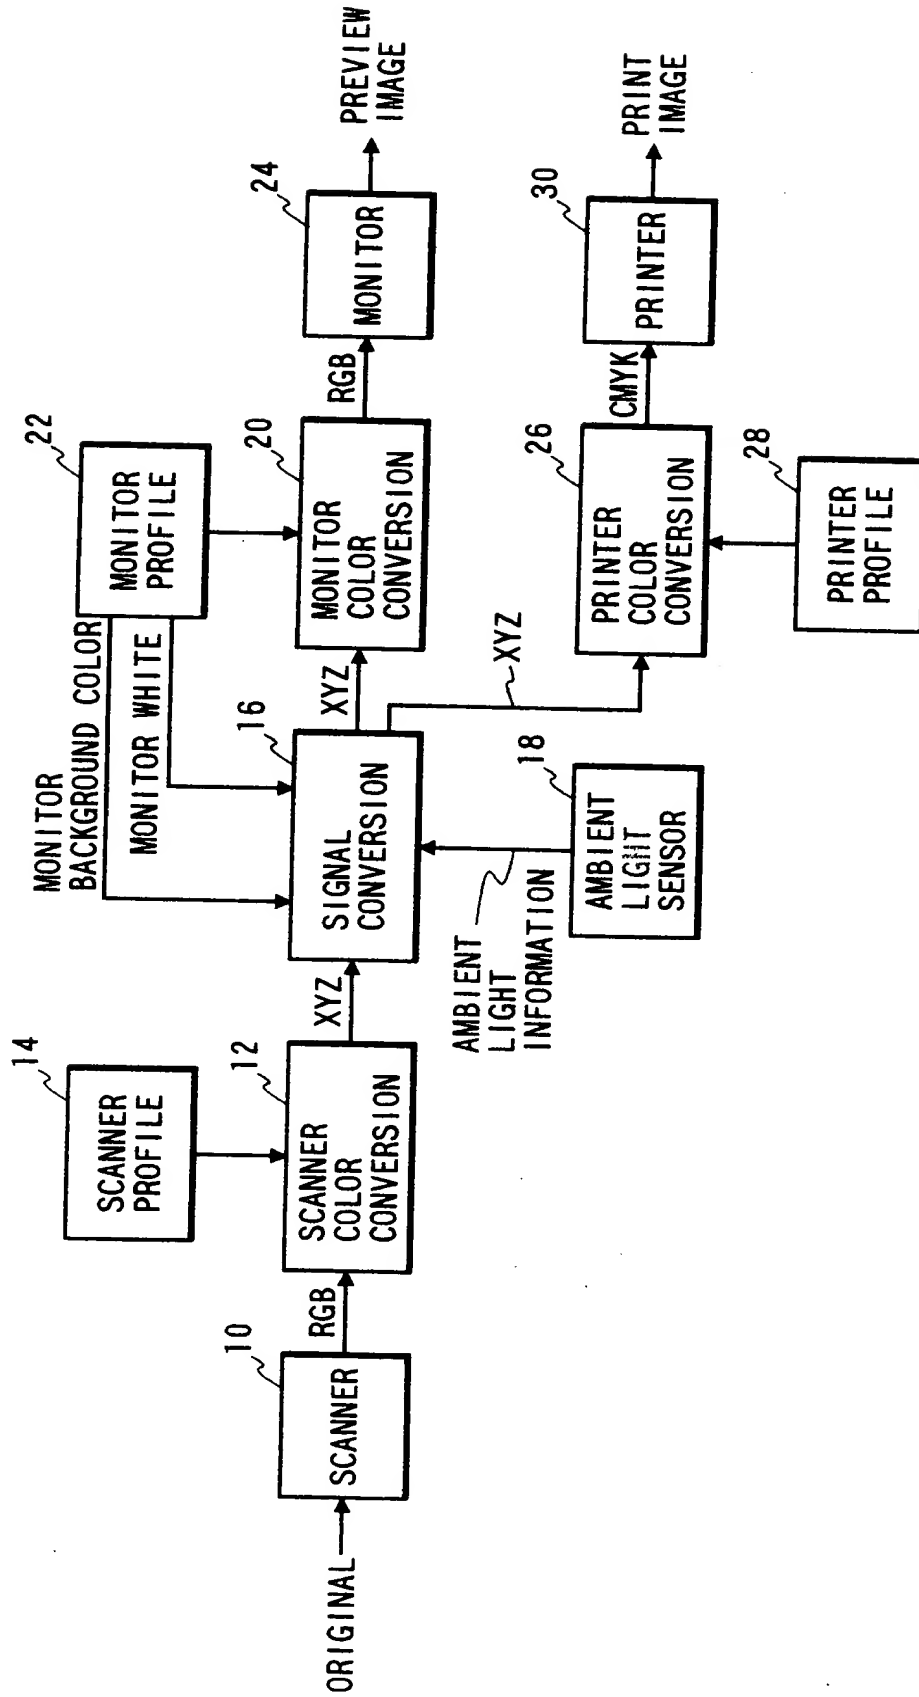 ORIGINAL
10
SCANNER
RGB
14
SCANNER
PROFILE
12
SCANNER
COLOR
CONVERSION
XYZ
MONITOR
BACKGROUND COLOR
MONITOR WHITE
16
SIGNAL
CONVERSION
AMBIENT
LIGHT
INFORMATION
18
AMBIENT
LIGHT
SENSOR
XYZ
XYZ
22
MONITOR
PROFILE
20
MONITOR
COLOR
CONVERSION
RGB
24
MONITOR
PREVIEW
IMAGE
26
PRINTER
COLOR
CONVERSION
28
PRINTER
PROFILE
CMYK
30
PRINTER
PRINT
IMAGE